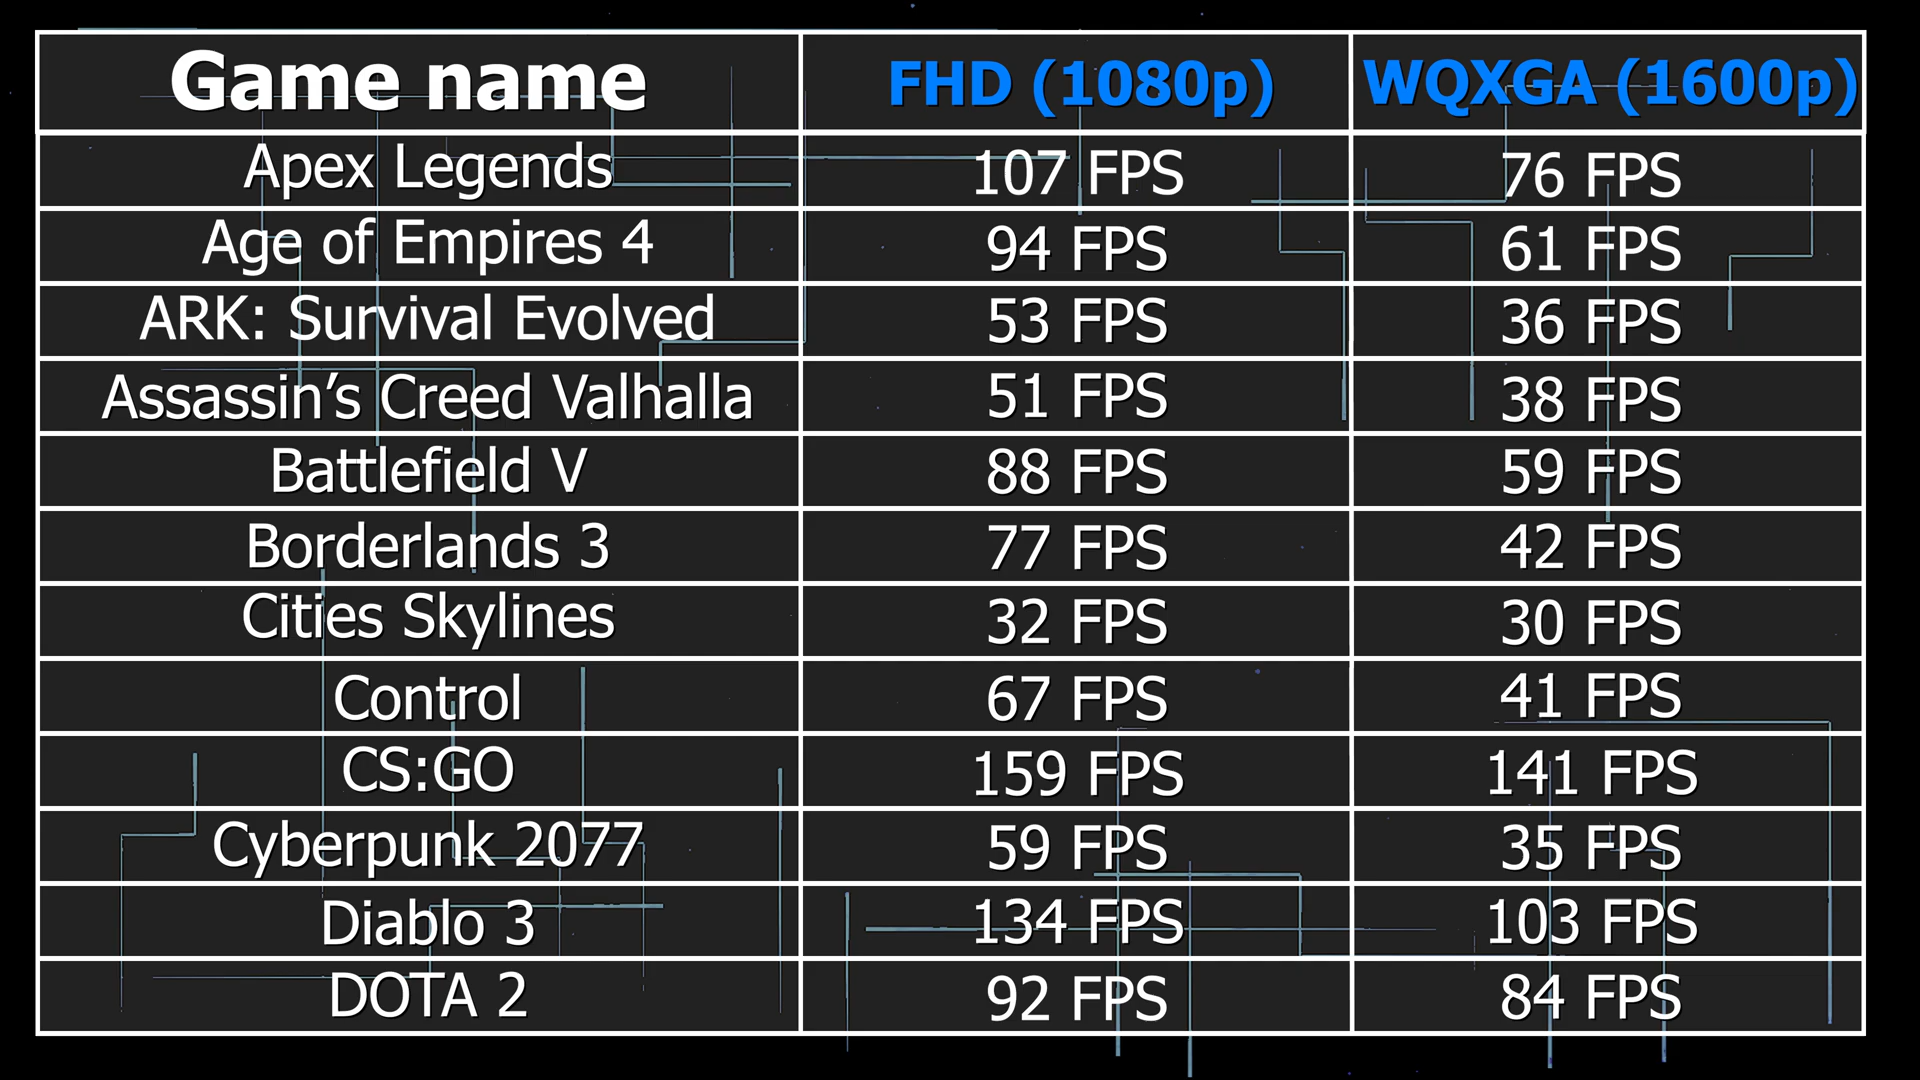 Game name FHD (1080p) WQXGA (1600p)
Apex Legends 107 FPS 76 FPS
Age of Empires 4 94 FPS 61 FPS
ARK: Survival Evolved 53 FPS 36 FPS
Assassin’s Creed Valhalla 51 FPS 38 FPS
Battlefield V 88 FPS 59 FPS
Borderlands 3 77 FPS 42 FPS
Cities Skylines 32 FPS 30 FPS
Control 67 FPS 41 FPS
CS:GO 159 FPS 141 FPS
Cyberpunk 2077 59 FPS 35 FPS
Diablo 3 134 FPS 103 FPS
DOTA 2 92 FPS 84 FPS